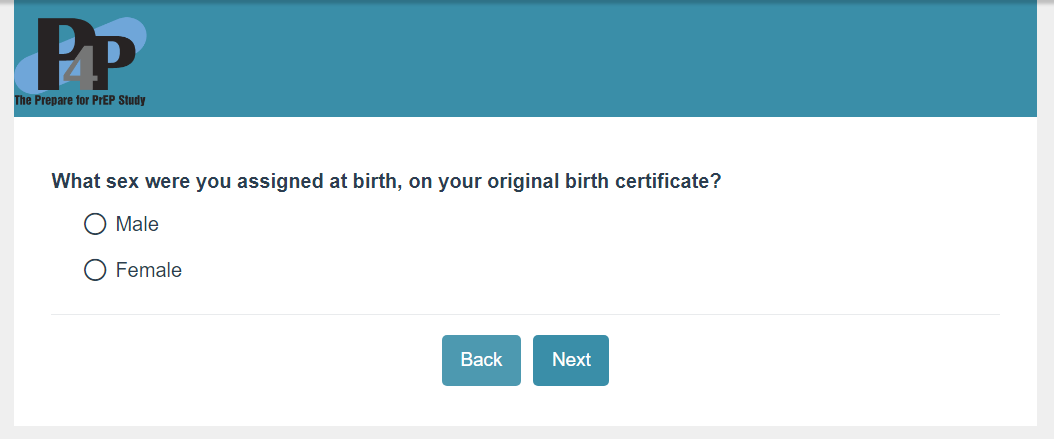 P4P
The Prepare for PrEP Study
What sex were you assigned at birth, on your original birth certificate?
Male
Female
Back
Next